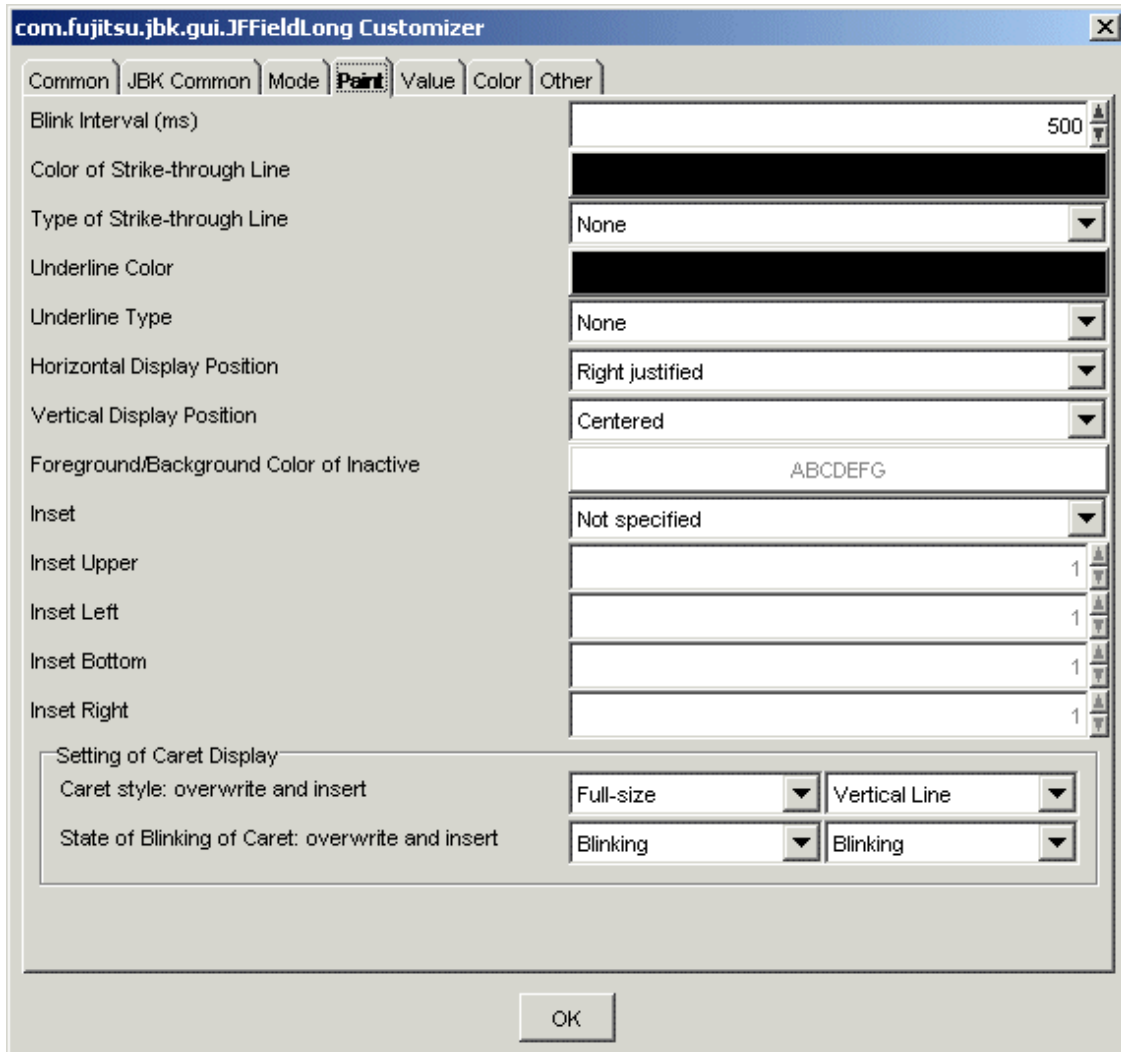 com.fujitsu.jbk.gui.JFFieldLong Customizer
Common JBK Common Mode Paint Value Color Other
Blink Interval (ms) 500
Color of Strike-through Line
Type of Strike-through Line None
Underline Color
Underline Type None
Horizontal Display Position Right justified
Vertical Display Position Centered
Foreground/Background Color of Inactive ABCDEFG
Inset Not specified
Inset Upper 1
Inset Left 1
Inset Bottom 1
Inset Right 1
Setting of Caret Display
Caret style: overwrite and insert Full-size Vertical Line
State of Blinking of Caret: overwrite and insert Blinking Blinking
OK